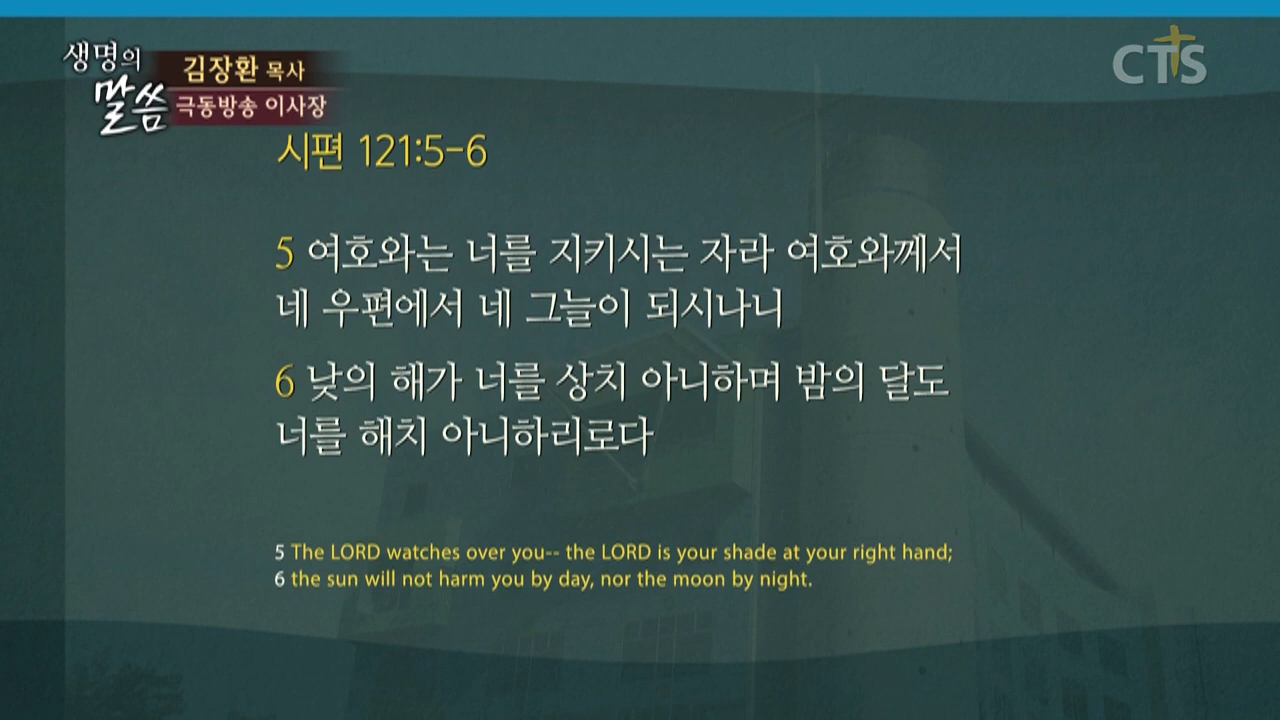 생명의
말씀
김장환 목사
극동방송 이사장
CTS
시편 121:5-6
5 여호와는 너를 지키시는 자라 여호와께서
네 우편에서 네 그늘이 되시나니
6 낮의 해가 너를 상치 아니하며 밤의 달도
너를 해치 아니하리로다
5 The LORD watches over you-- the LORD is your shade at your right hand;
6 the sun will not harm you by day, nor the moon by night.